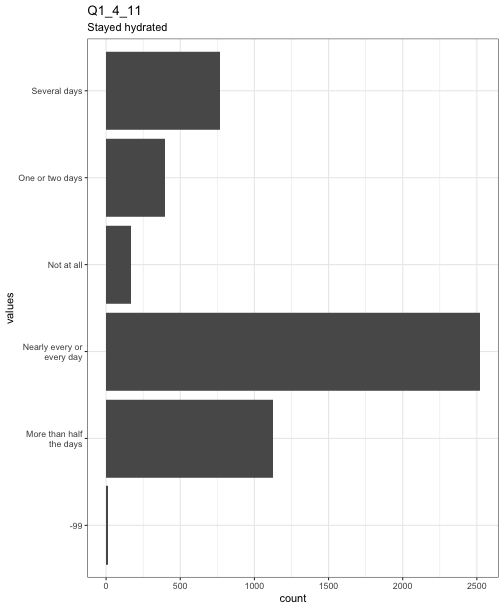 Q1_4_11
Stayed hydrated
values
Several days
One or two days
Not at all
Nearly every or
every day
More than half
the days
-99
0 500 1000 1500 2000 2500
count